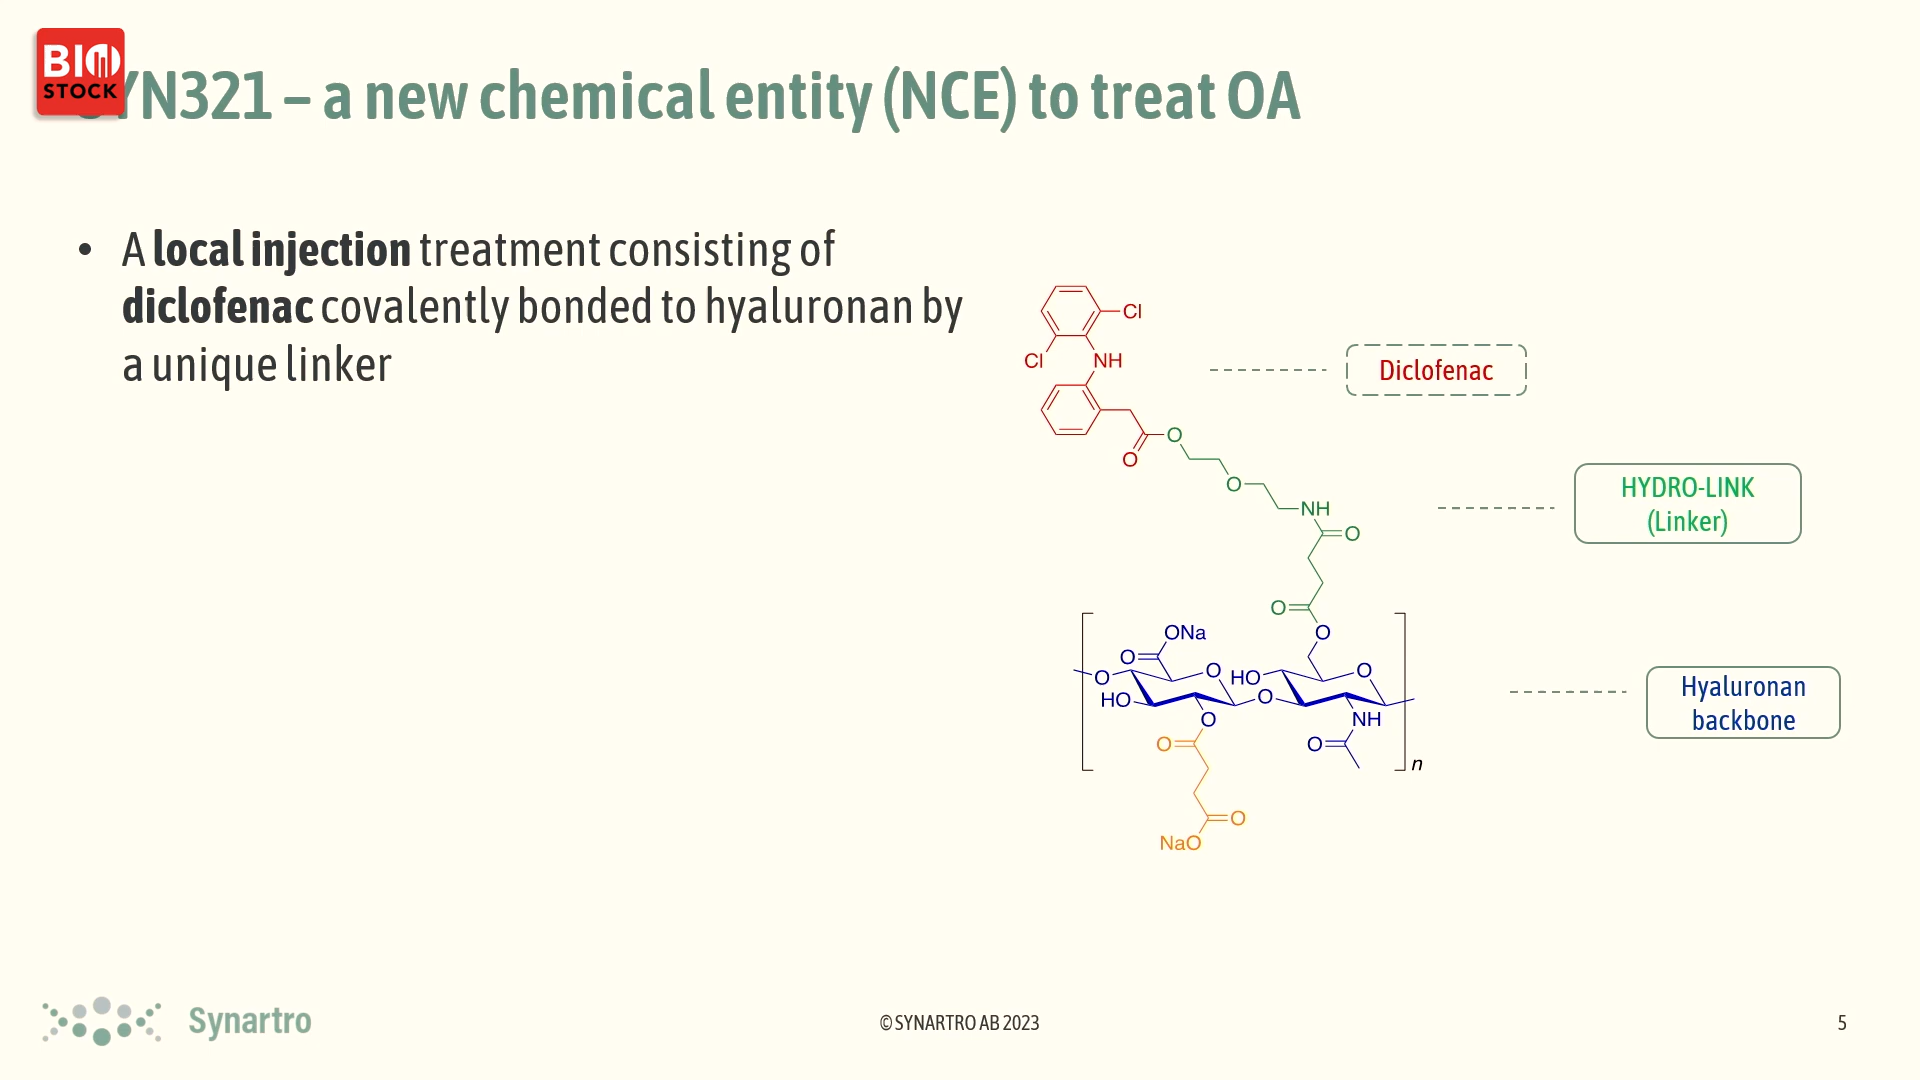 BIO
STOCK
SYN321 – a new chemical entity (NCE) to treat OA
• A local injection treatment consisting of
diclofenac covalently bonded to hyaluronan by
a unique linker
Cl
Cl
NH
Diclofenac
O
O
O
HYDRO-LINK
(Linker)
NH
O
O
ONa
O
O
O
O
HO
O
HO
O
O
NH
Hyaluronan
backbone
O
O
n
O
NaO
Synartro
© SYNARTRO AB 2023
5